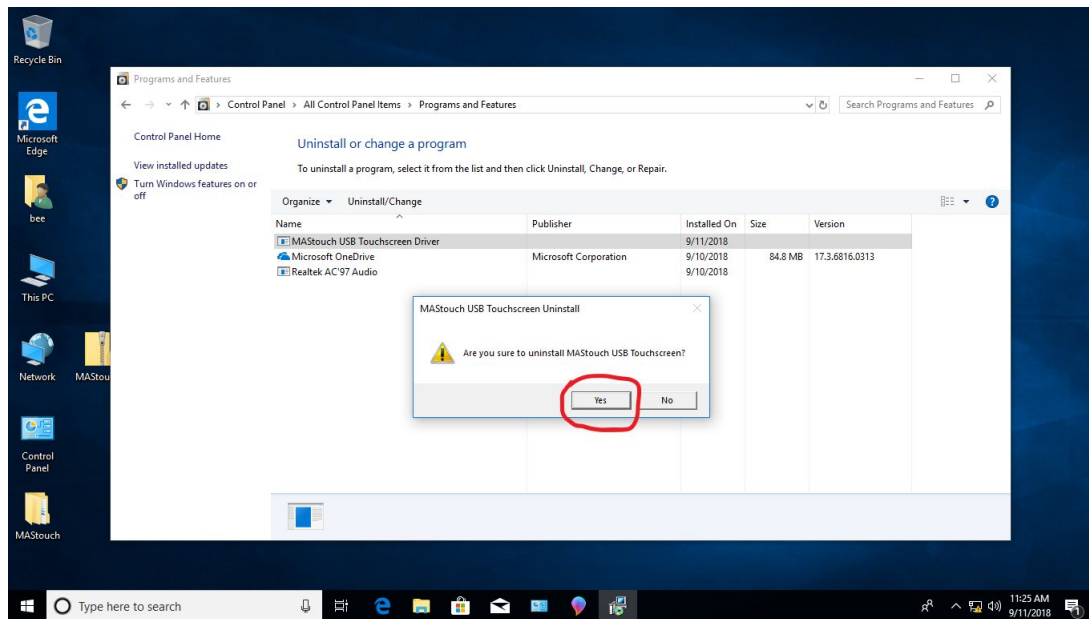 Recycle Bin
Microsoft
Edge
bee
This PC
Network
MAStou
Control
Panel
MAStouch
Programs and Features
Control Panel > All Control Panel Items > Programs and Features
Search Programs and Features
Control Panel Home
View installed updates
Turn Windows features on or
off
Uninstall or change a program
To uninstall a program, select it from the list and then click Uninstall, Change, or Repair.
Organize Uninstall/Change
Name Publisher Installed On Size Version
MAStouch USB Touchscreen Driver 9/11/2018
Microsoft OneDrive Microsoft Corporation 9/10/2018 84.8 MB 17.3.6816.0313
Realtek AC'97 Audio 9/10/2018
MAStouch USB Touchscreen Uninstall
Are you sure to uninstall MAStouch USB Touchscreen?
Yes No
Type here to search
11:25 AM
9/11/2018
1